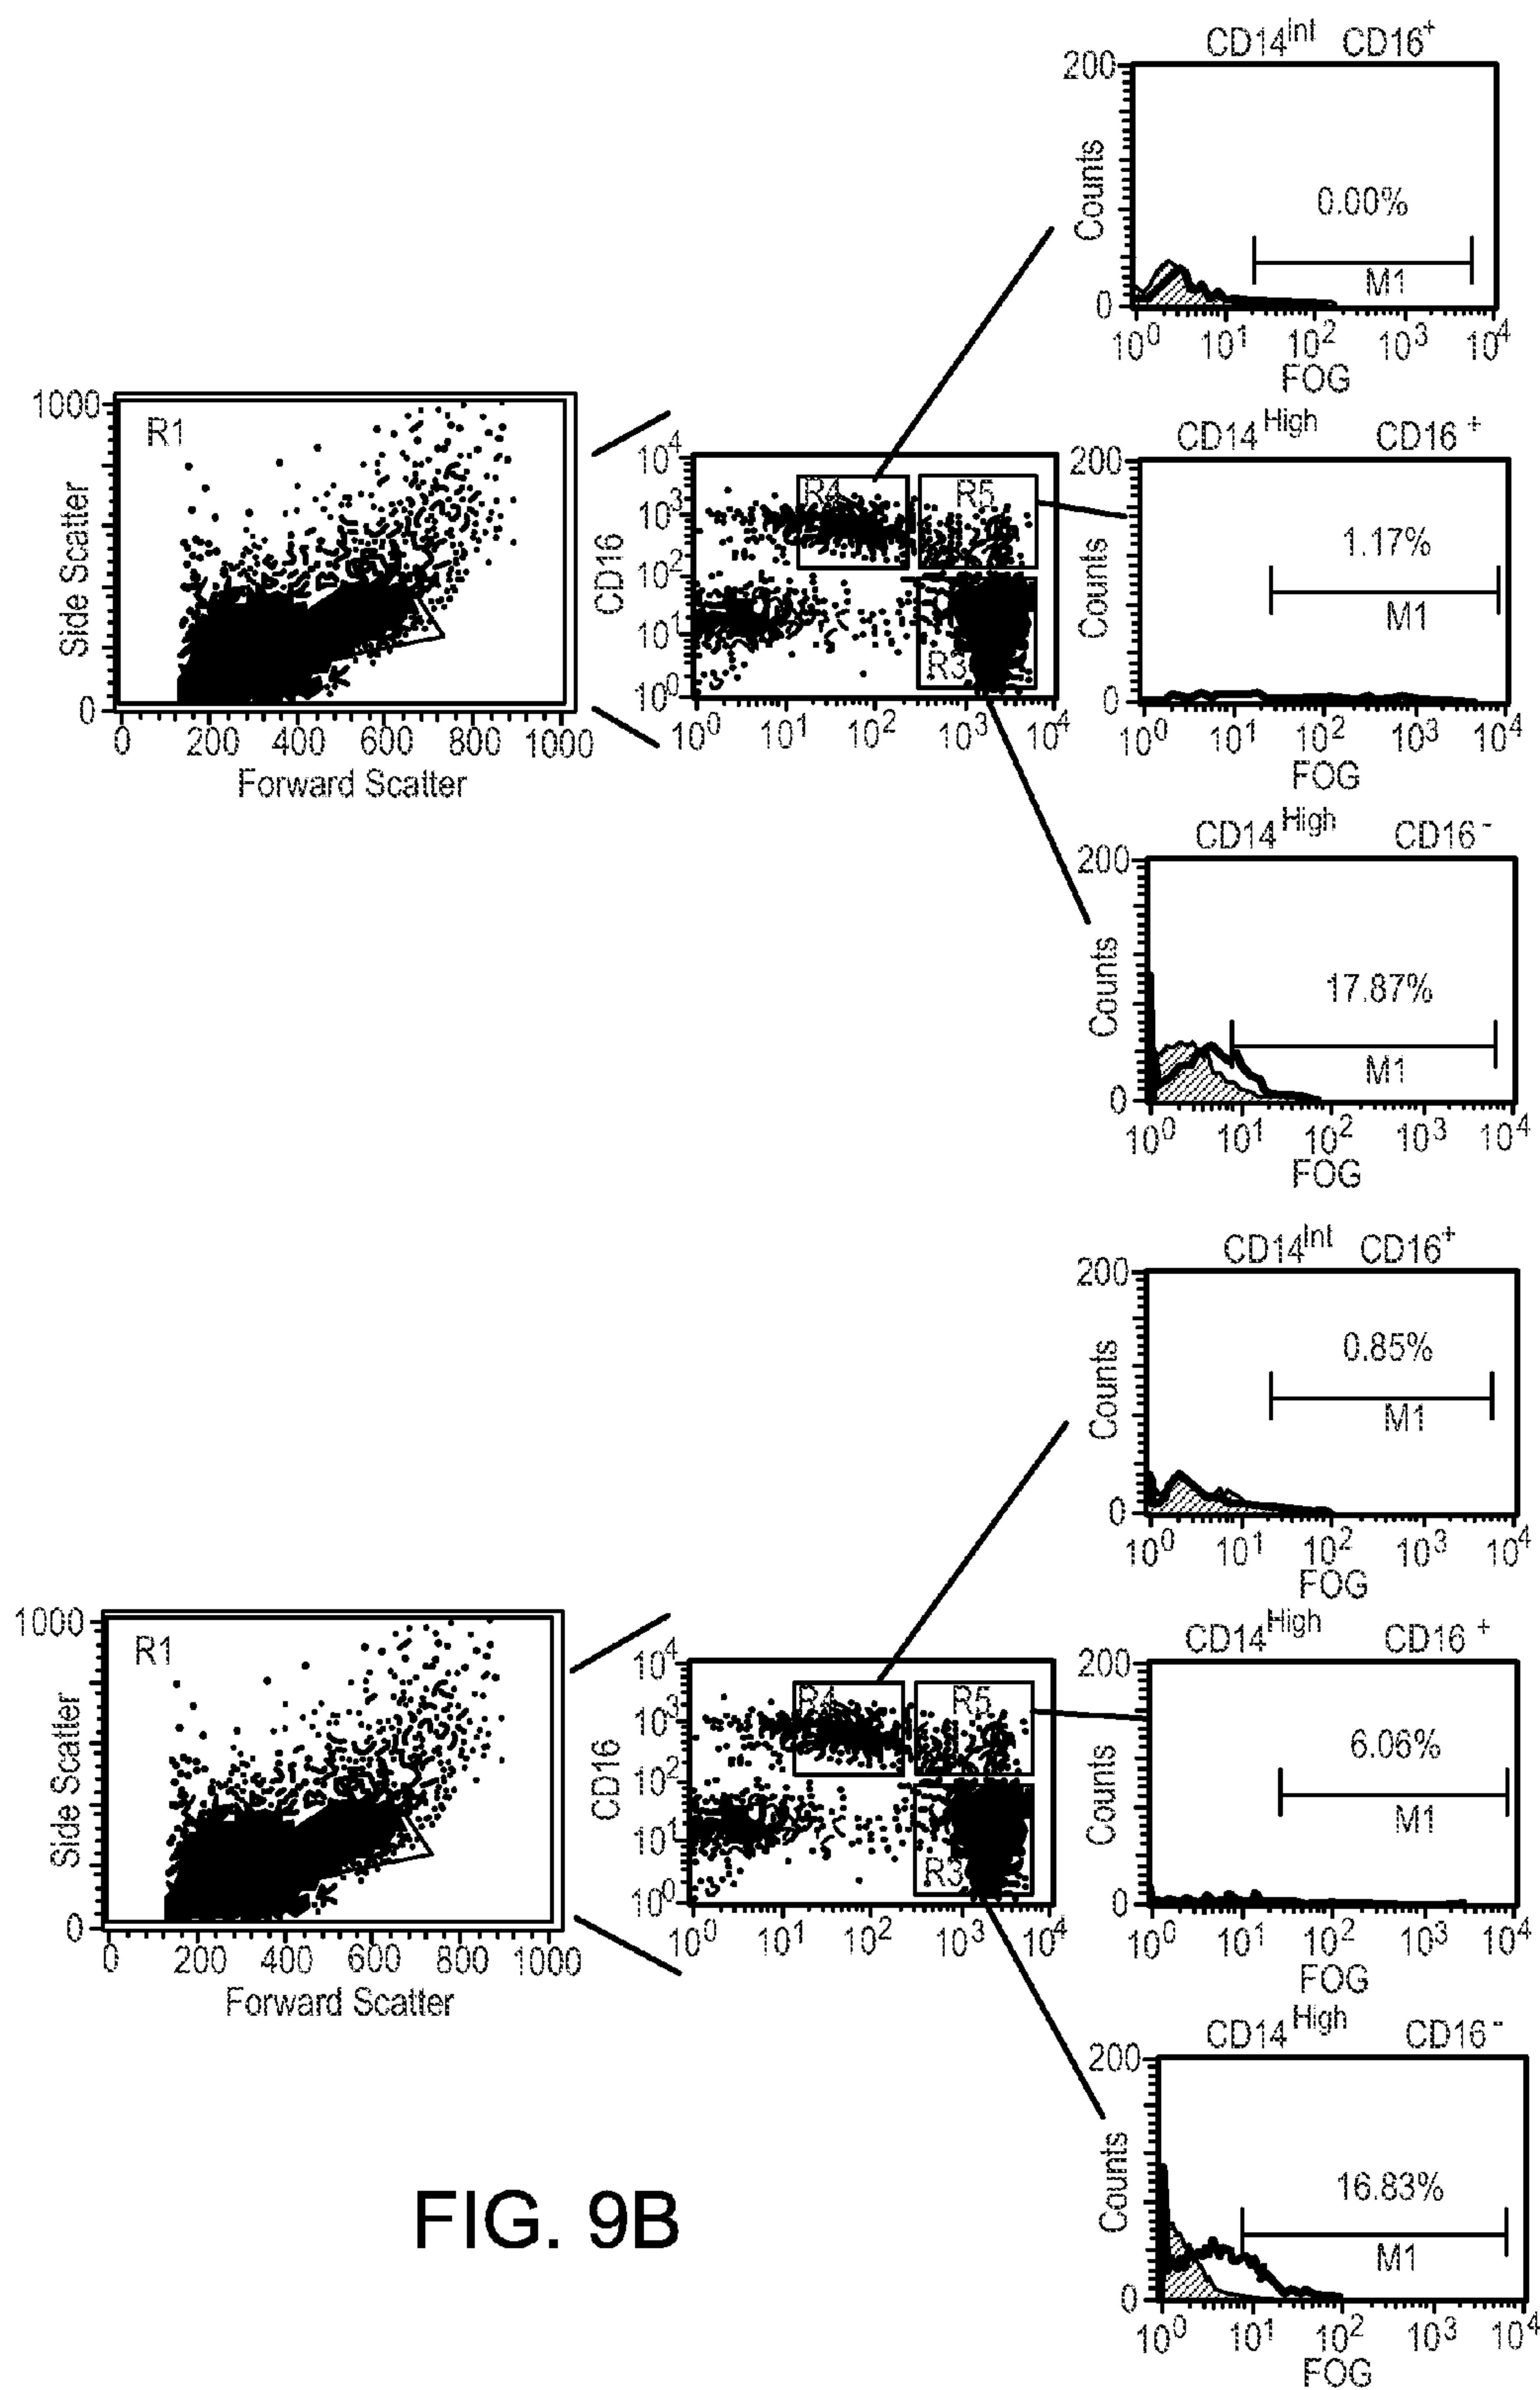 CD14int CD16+
200
Counts
0.00%
M1
0
10^0 10^1 10^2 10^3 10^4
FOG
1000
R1
Side Scatter
0
0 200 400 600 800 1000
Forward Scatter
10^4
10^3
10^2
10^1
10^0
CD16
R4 R5
R3
10^0 10^1 10^2 10^3 10^4
CD14High CD16+
200
Counts
1.17%
M1
0
10^0 10^1 10^2 10^3 10^4
FOG
CD14High CD16-
200
Counts
17.87%
M1
0
10^0 10^1 10^2 10^3 10^4
FOG
CD14Int CD16+
200
Counts
0.85%
M1
0
10^0 10^1 10^2 10^3 10^4
FOG
1000
R1
Side Scatter
0
0 200 400 600 800 1000
Forward Scatter
10^4
10^3
10^2
10^1
10^0
CD16
R4 R5
R3
10^0 10^1 10^2 10^3 10^4
CD14High CD16+
200
Counts
6.06%
M1
0
10^0 10^1 10^2 10^3 10^4
FOG
CD14High CD16-
200
Counts
16.83%
M1
0
10^0 10^1 10^2 10^3 10^4
FOG
FIG. 9B